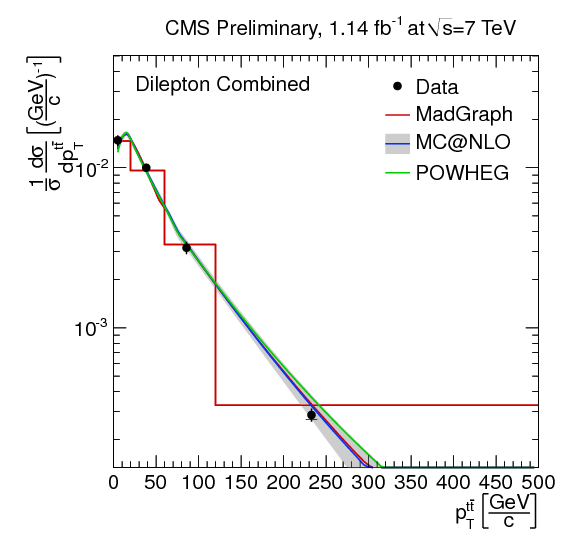 CMS Preliminary, 1.14 fb⁻¹ at √s=7 TeV
Dilepton Combined
Data
MadGraph
MC@NLO
POWHEG
1/σ dσ/dp_T^{tt̄} [(GeV/c)⁻¹]
10⁻²
10⁻³
0 50 100 150 200 250 300 350 400 450 500
p_T^{tt̄} [GeV/c]